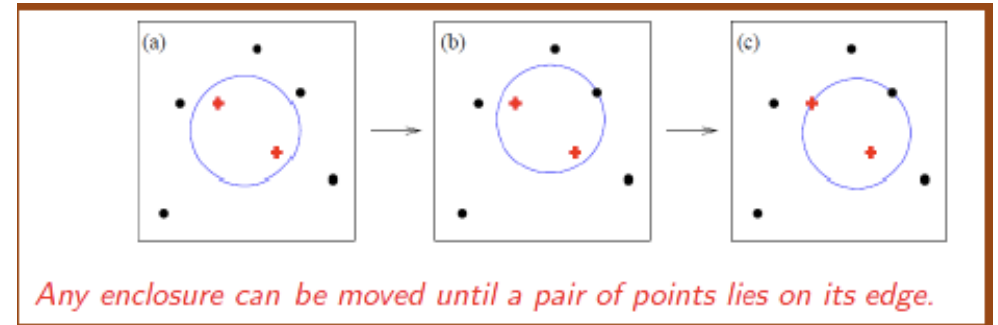 (a)
(b)
(c)
Any enclosure can be moved until a pair of points lies on its edge.